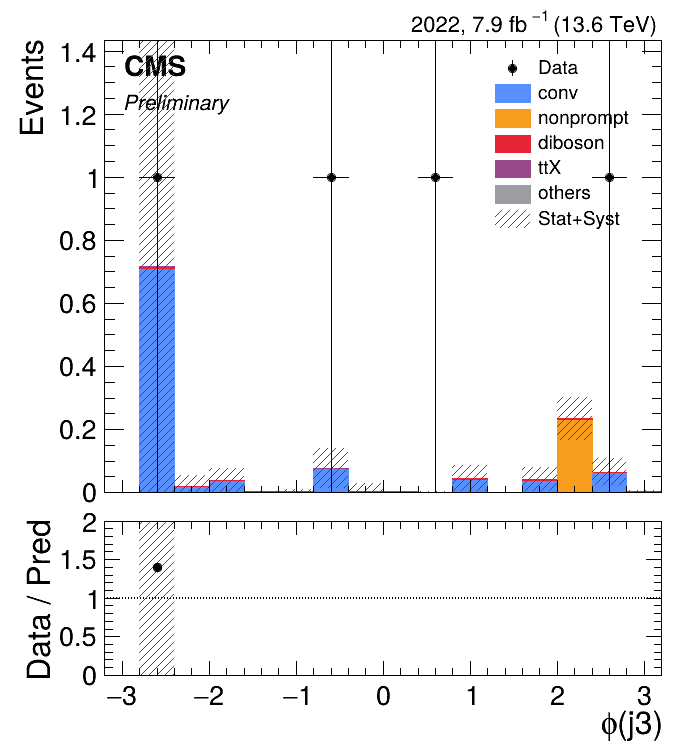 2022, 7.9 fb⁻¹ (13.6 TeV)
CMS
Preliminary
Events
1.4
1.2
1
0.8
0.6
0.4
0.2
0
Data
conv
nonprompt
diboson
ttX
others
Stat+Syst
Data / Pred
2
1.5
1
0.5
0
−3 −2 −1 0 1 2 3
ϕ(j3)